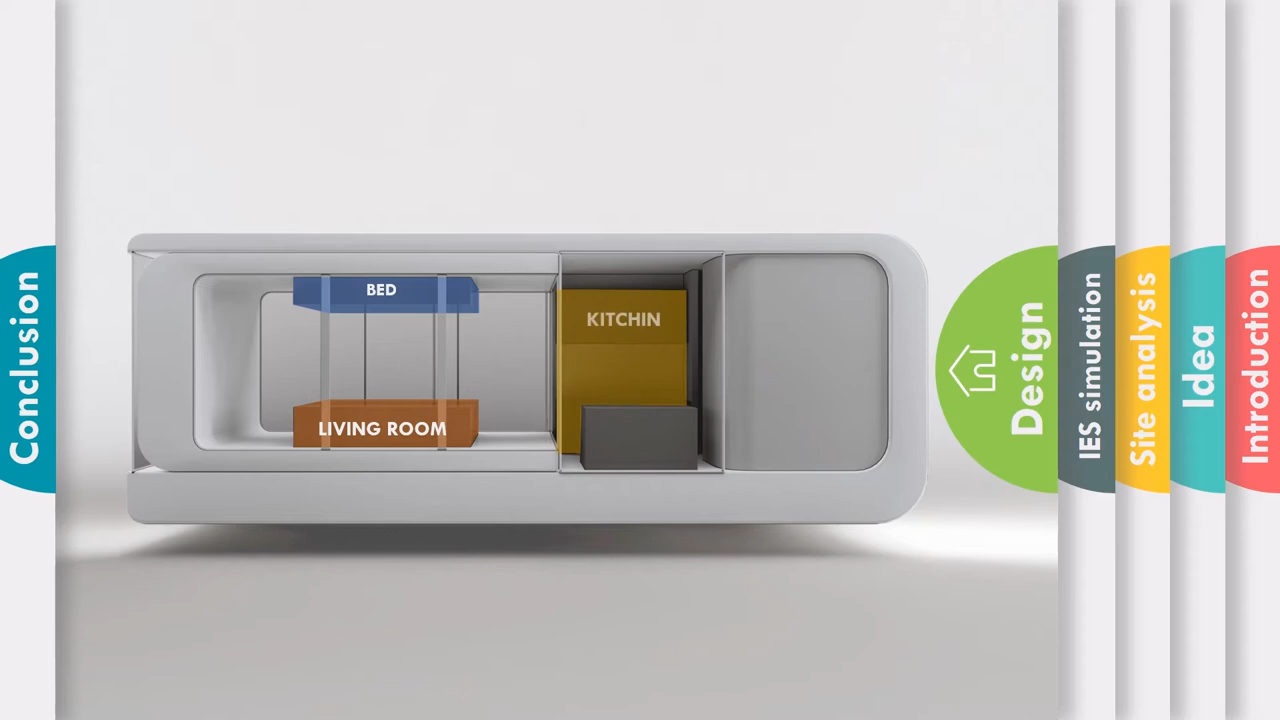 Conclusion
BED
KITCHIN
LIVING ROOM
Design
IES simulation
Site analysis
Idea
Introduction